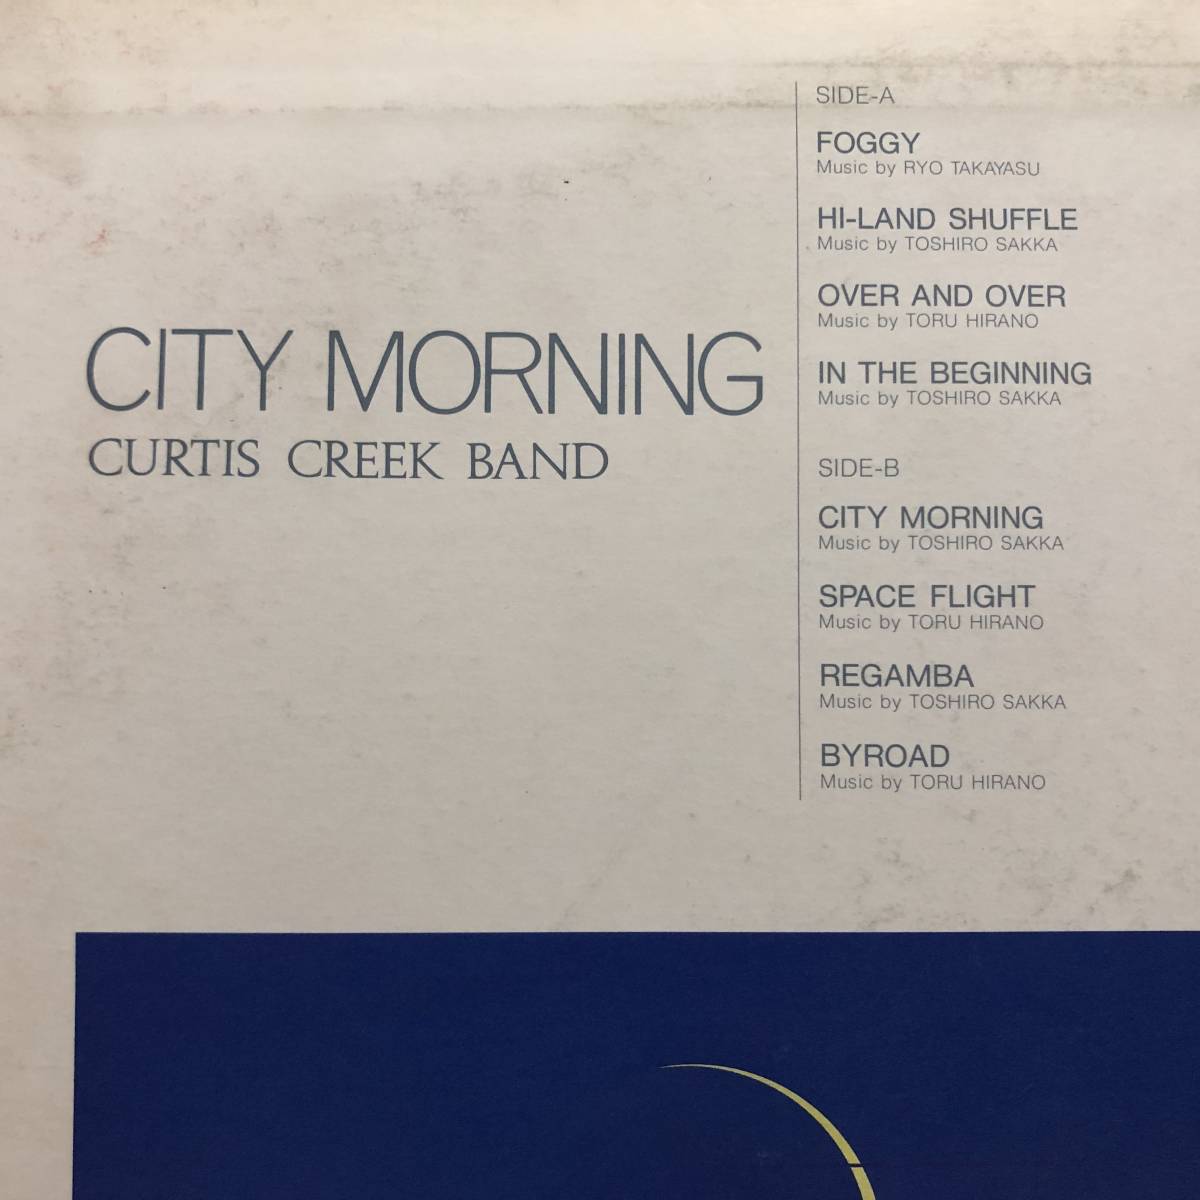 CITY MORNING
CURTIS CREEK BAND
SIDE-A
FOGGY
Music by RYO TAKAYASU
HI-LAND SHUFFLE
Music by TOSHIRO SAKKA
OVER AND OVER
Music by TORU HIRANO
IN THE BEGINNING
Music by TOSHIRO SAKKA
SIDE-B
CITY MORNING
Music by TOSHIRO SAKKA
SPACE FLIGHT
Music by TORU HIRANO
REGAMBA
Music by TOSHIRO SAKKA
BYROAD
Music by TORU HIRANO